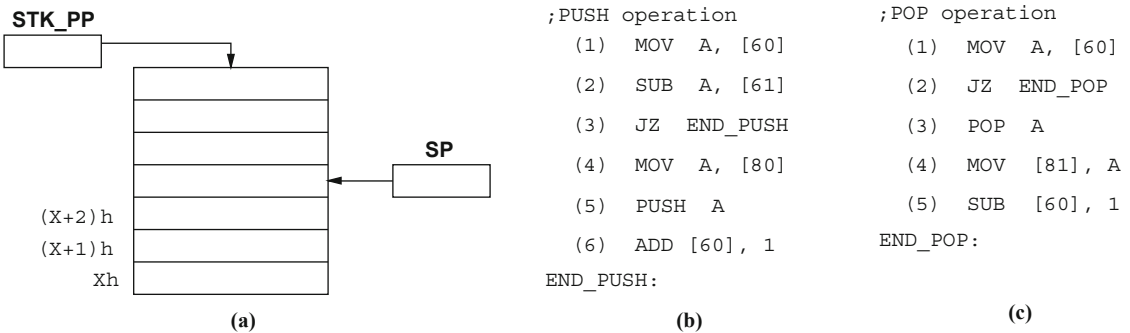 STK_PP
SP
(X+2)h
(X+1)h
Xh
(a)
;PUSH operation
(1) MOV A, [60]
(2) SUB A, [61]
(3) JZ END_PUSH
(4) MOV A, [80]
(5) PUSH A
(6) ADD [60], 1
END_PUSH:
(b)
;POP operation
(1) MOV A, [60]
(2) JZ END_POP
(3) POP A
(4) MOV [81], A
(5) SUB [60], 1
END_POP:
(c)